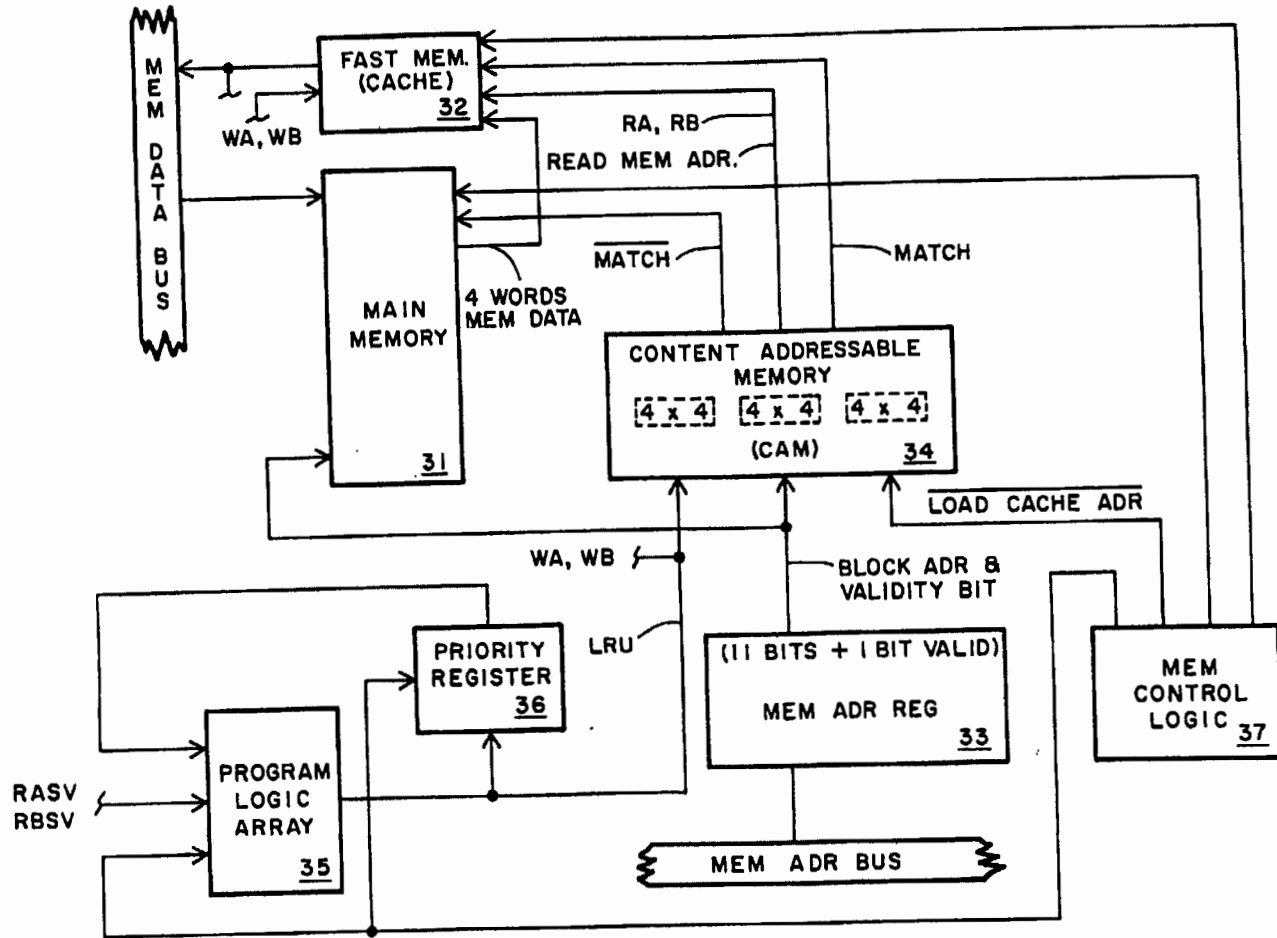 MEM DATA BUS
FAST MEM.
(CACHE)
32
WA, WB
RA, RB
READ MEM ADR.
MATCH
MATCH
4 WORDS
MEM DATA
MAIN
MEMORY
31
CONTENT ADDRESSABLE
MEMORY
4 x 4 4 x 4 4 x 4
(CAM)
34
LOAD CACHE ADR
WA, WB
BLOCK ADR &
VALIDITY BIT
LRU
PRIORITY
REGISTER
36
(11 BITS + 1 BIT VALID)
MEM ADR REG
33
MEM
CONTROL
LOGIC
37
RASV
RBSV
PROGRAM
LOGIC
ARRAY
35
MEM ADR BUS